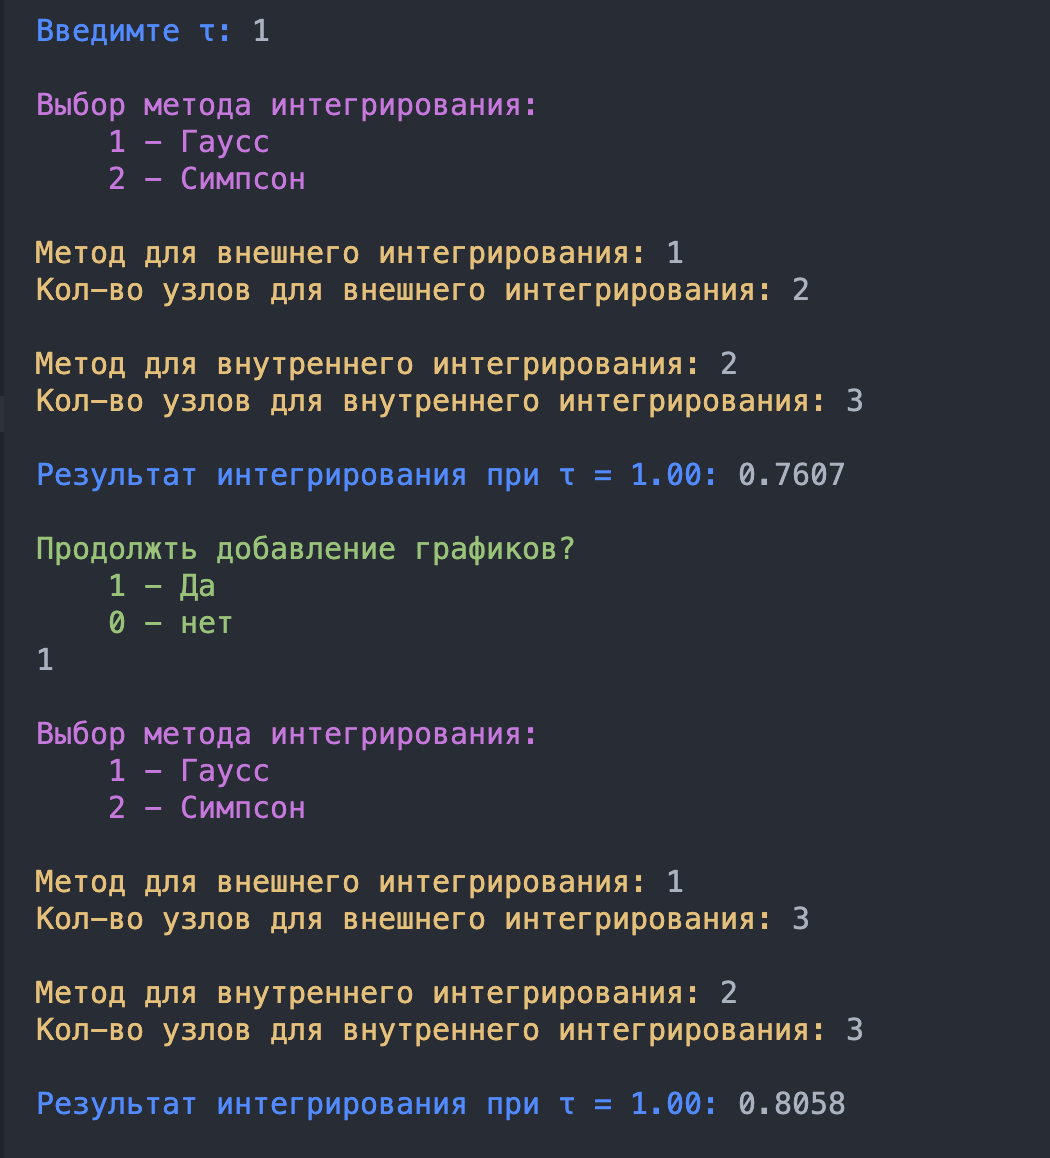 Введимте τ: 1
Выбор метода интегрирования:
1 – Гаусс
2 – Симпсон
Метод для внешнего интегрирования: 1
Кол-во узлов для внешнего интегрирования: 2
Метод для внутреннего интегрирования: 2
Кол-во узлов для внутреннего интегрирования: 3
Результат интегрирования при τ = 1.00: 0.7607
Продолжть добавление графиков?
1 – Да
0 – нет
1
Выбор метода интегрирования:
1 – Гаусс
2 – Симпсон
Метод для внешнего интегрирования: 1
Кол-во узлов для внешнего интегрирования: 3
Метод для внутреннего интегрирования: 2
Кол-во узлов для внутреннего интегрирования: 3
Результат интегрирования при τ = 1.00: 0.8058